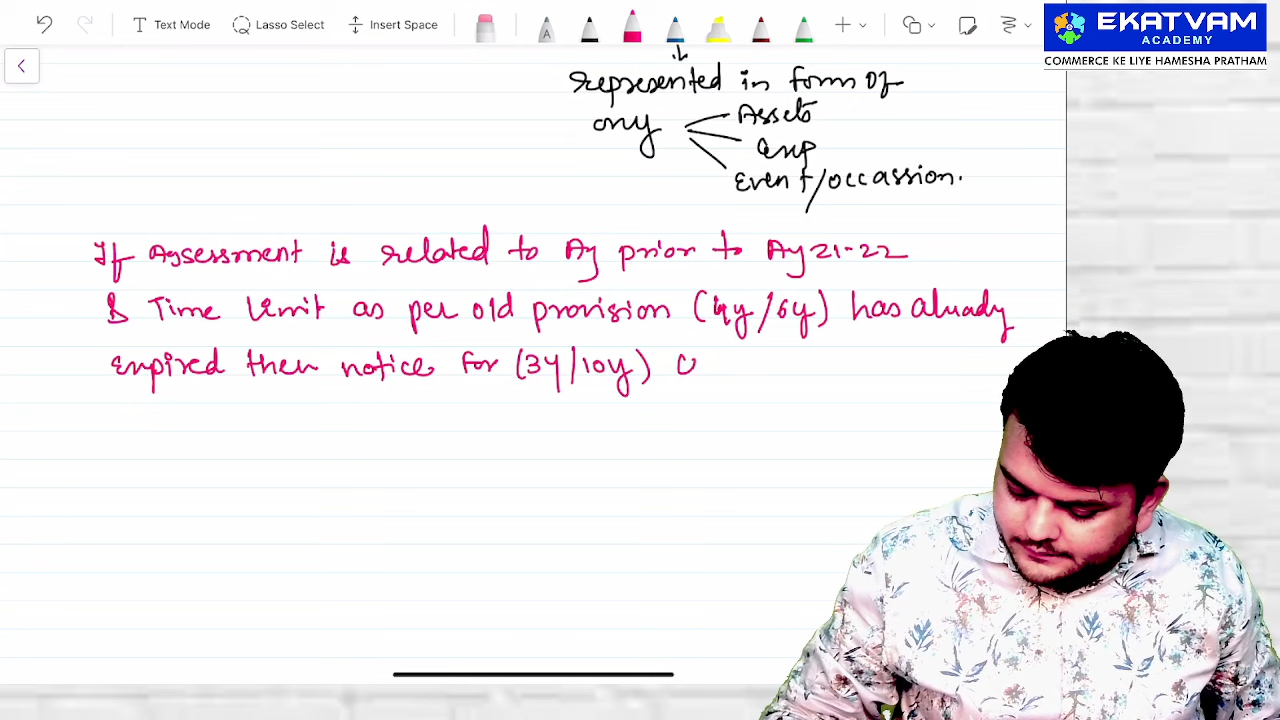 Text Mode Lasso Select Insert Space
EKATVAM
ACADEMY
COMMERCE KE LIYE HAMESHA PRATHAM
represented in form of
any Assets
exp
Event/occassion.
If Assessment is related to Ay prior to Ay 21-22
& Time limit as per old provision (4y/6y) has already
expired then notice for (3y/10y) c